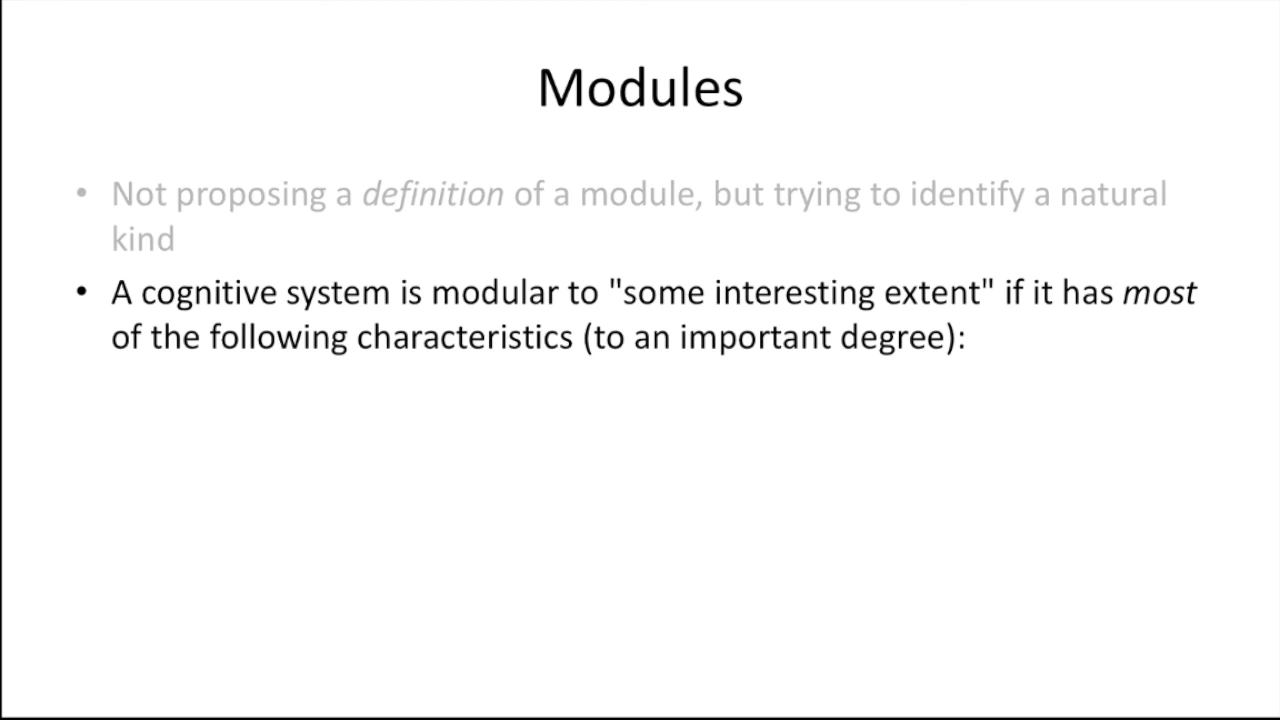 Modules
• Not proposing a definition of a module, but trying to identify a natural
kind
• A cognitive system is modular to "some interesting extent" if it has most
of the following characteristics (to an important degree):